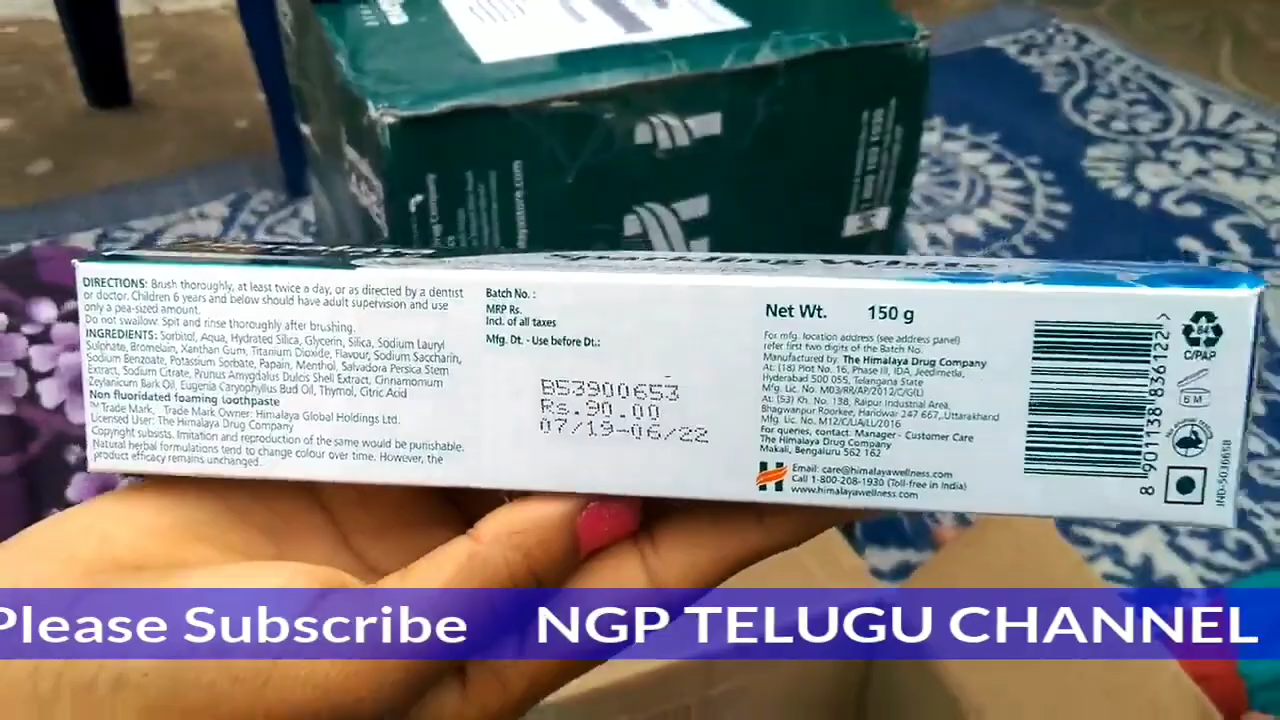 DIRECTIONS: Brush thoroughly, at least twice a day, or as directed by a dentist
or doctor. Children 6 years and below should have adult supervision and use
only a pea-sized amount.
Do not swallow. Spit and rinse thoroughly after brushing.
INGREDIENTS: Sorbitol, Aqua, Hydrated Silica, Glycerin, Silica, Sodium Lauryl
Sulphate, Bromelain, Xanthan Gum, Titanium Dioxide, Flavour, Sodium Saccharin,
Sodium Benzoate, Potassium Sorbate, Papain, Menthol, Salvadora Persica Stem
Extract, Sodium Citrate, Prunus Amygdalus Dulcis Shell Extract, Cinnamomum
Zeylanicum Bark Oil, Eugenia Caryophyllus Bud Oil, Thymol, Citric Acid
Non fluoridated foaming toothpaste
™Trade Mark, Trade Mark Owner: Himalaya Global Holdings Ltd.
Licensed User: The Himalaya Drug Company
Copyright subsists. Imitation and reproduction of the same would be punishable.
Natural herbal formulations tend to change colour over time. However, the
product efficacy remains unchanged.
Batch No. :
MRP Rs.
Incl. of all taxes
Mfg. Dt. - Use before Dt.:
B53900653
Rs.90.00
07/19-06/22
Net Wt. 150 g
For mfg. location address (see address panel)
refer first two digits of the Batch No.
Manufactured by The Himalaya Drug Company
At: (18) Plot No. 16, Phase III, IDA, Jeedimetla,
Hyderabad 500 055, Telangana State
Mfg. Lic. No. M03/RR/AP/2012/C/G(L)
At: (53) Kh. No. 138, Raipur Industrial Area,
Bhagwanpur Roorkee, Haridwar 247 667, Uttarakhand
Mfg. Lic. No. M12/C/UA/LL/2016
For queries, contact: Manager - Customer Care
The Himalaya Drug Company
Makali, Bengaluru 562 162
Email: care@himalayawellness.com
Call 1-800-208-1930 (Toll-free in India)
www.himalayawellness.com
8 901138 836122 >
84
C/PAP
6 M
IND-5030658
Please Subscribe NGP TELUGU CHANNEL